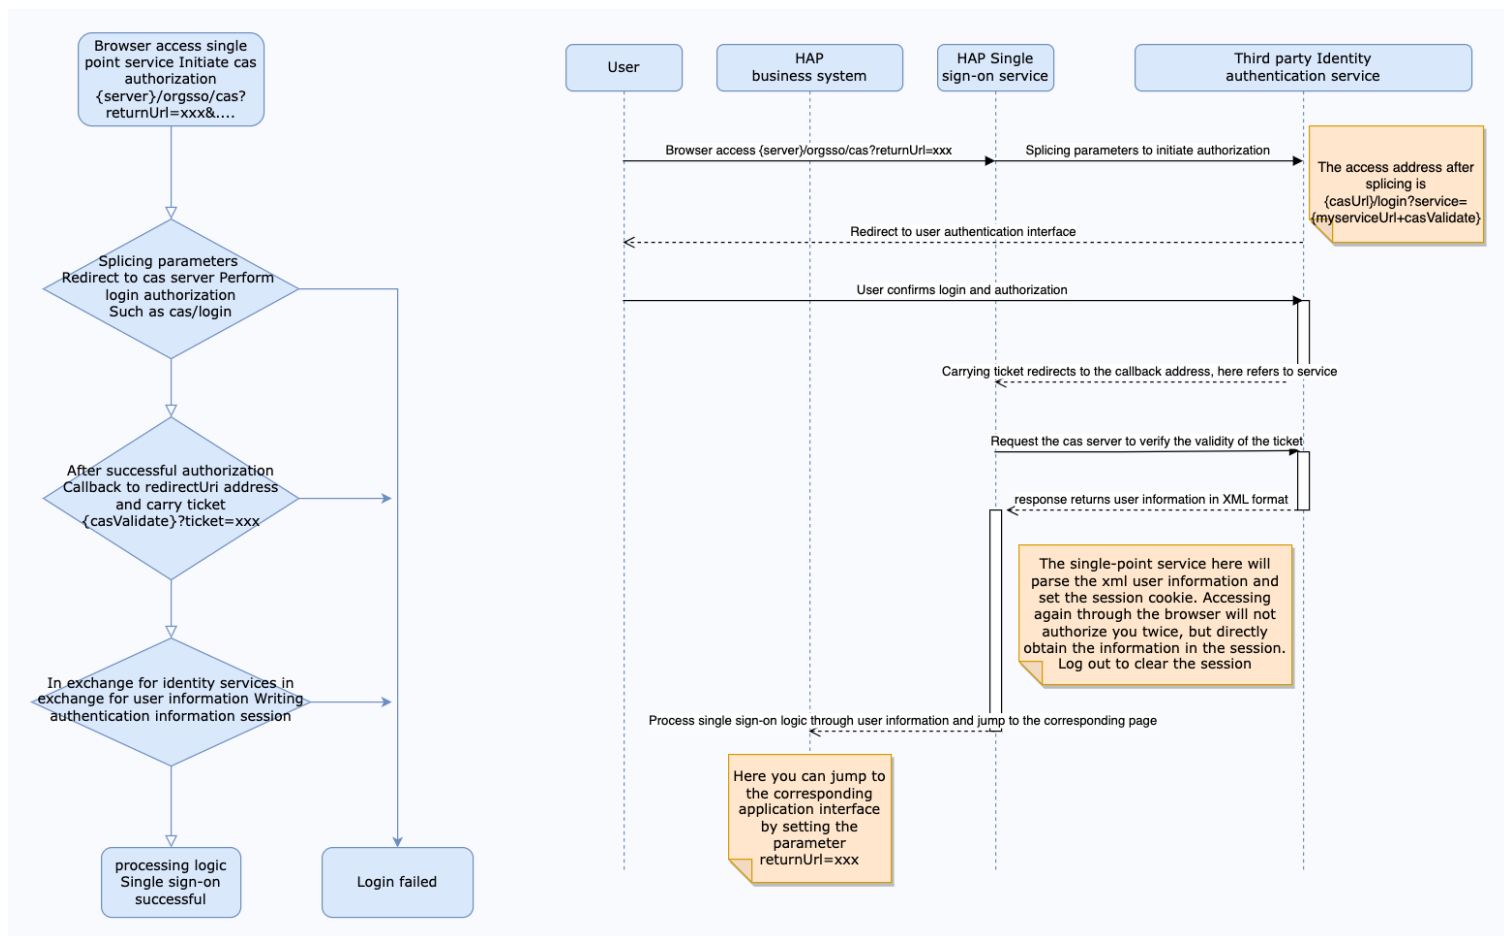 Browser access single
point service Initiate cas
authorization
{server}/orgsso/cas?
returnUrl=xxx&....
Splicing parameters
Redirect to cas server Perform
login authorization
Such as cas/login
After successful authorization
Callback to redirectUri address
and carry ticket
{casValidate}?ticket=xxx
In exchange for identity services in
exchange for user information Writing
authentication information session
processing logic
Single sign-on
successful
Login failed
User
HAP
business system
HAP Single
sign-on service
Third party Identity
authentication service
Browser access {server}/orgsso/cas?returnUrl=xxx
Splicing parameters to initiate authorization
The access address after
splicing is
{casUrl}/login?service=
{myserviceUrl+casValidate}
Redirect to user authentication interface
User confirms login and authorization
Carrying ticket redirects to the callback address, here refers to service
Request the cas server to verify the validity of the ticket
response returns user information in XML format
The single-point service here will
parse the xml user information and
set the session cookie. Accessing
again through the browser will not
authorize you twice, but directly
obtain the information in the session.
Log out to clear the session
Process single sign-on logic through user information and jump to the corresponding page
Here you can jump to
the corresponding
application interface
by setting the
parameter
returnUrl=xxx